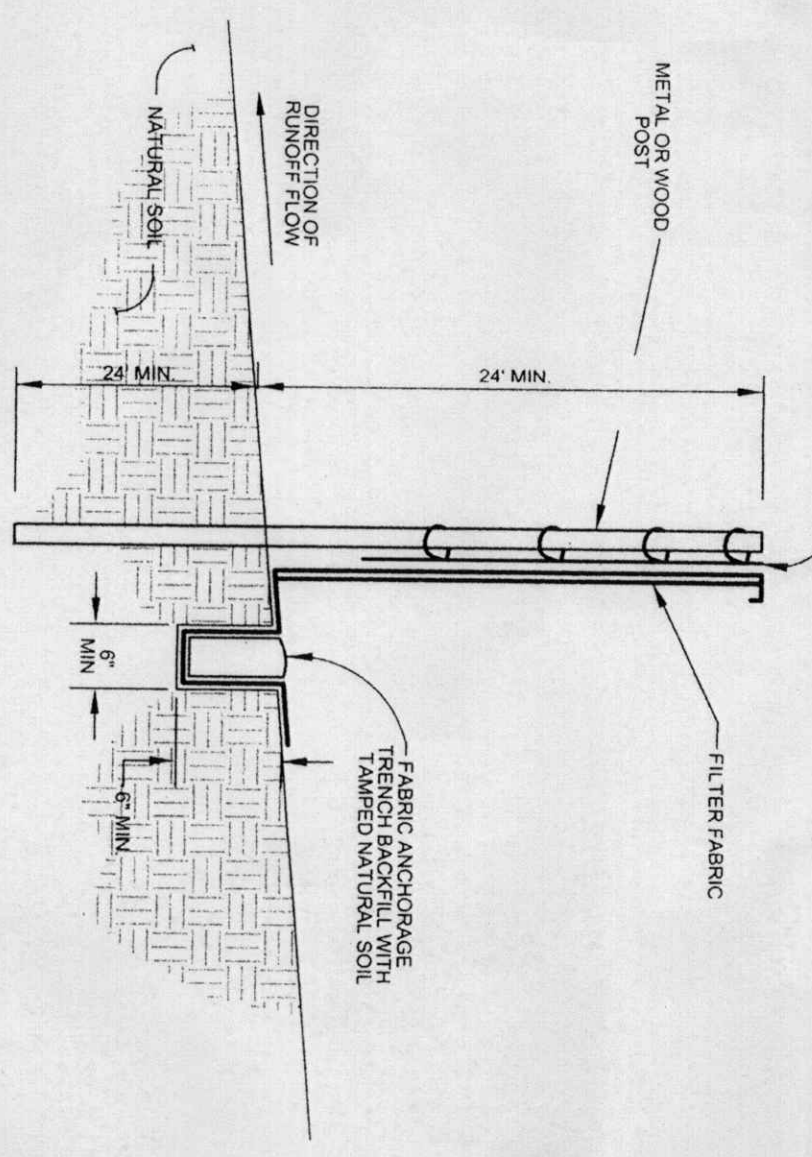 METAL OR WOOD
POST
DIRECTION OF
RUNOFF FLOW
NATURAL SOIL
24' MIN.
24' MIN.
FILTER FABRIC
FABRIC ANCHORAGE
TRENCH BACKFILL WITH
TAMPED NATURAL SOIL
6"
MIN
6" MIN.